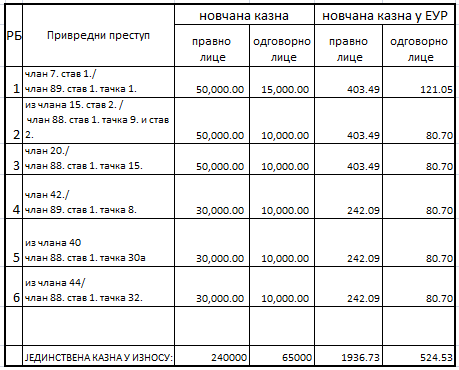 РБ Привредни преступ новчана казна новчана казна у ЕУР
правно лице одговорно лице правно лице одговорно лице
1 члан 7. став 1./
члан 89. став 1. тачка 1. 50,000.00 15,000.00 403.49 121.05
из члана 15. став 2. /
члан 88. став 1. тачка 9. и став
2 2. 50,000.00 10,000.00 403.49 80.70
члан 20./
3 члан 88. став 1. тачка 15. 50,000.00 10,000.00 403.49 80.70
члан 42./
4 члан 89. став 1. тачка 8. 30,000.00 10,000.00 242.09 80.70
из члана 40
5 члан 88. став 1. тачка 30а 30,000.00 10,000.00 242.09 80.70
из члана 44/
6 члан 88. став 1. тачка 32. 30,000.00 10,000.00 242.09 80.70
ЈЕДИНСТВЕНА КАЗНА У ИЗНОСУ: 240000 65000 1936.73 524.53